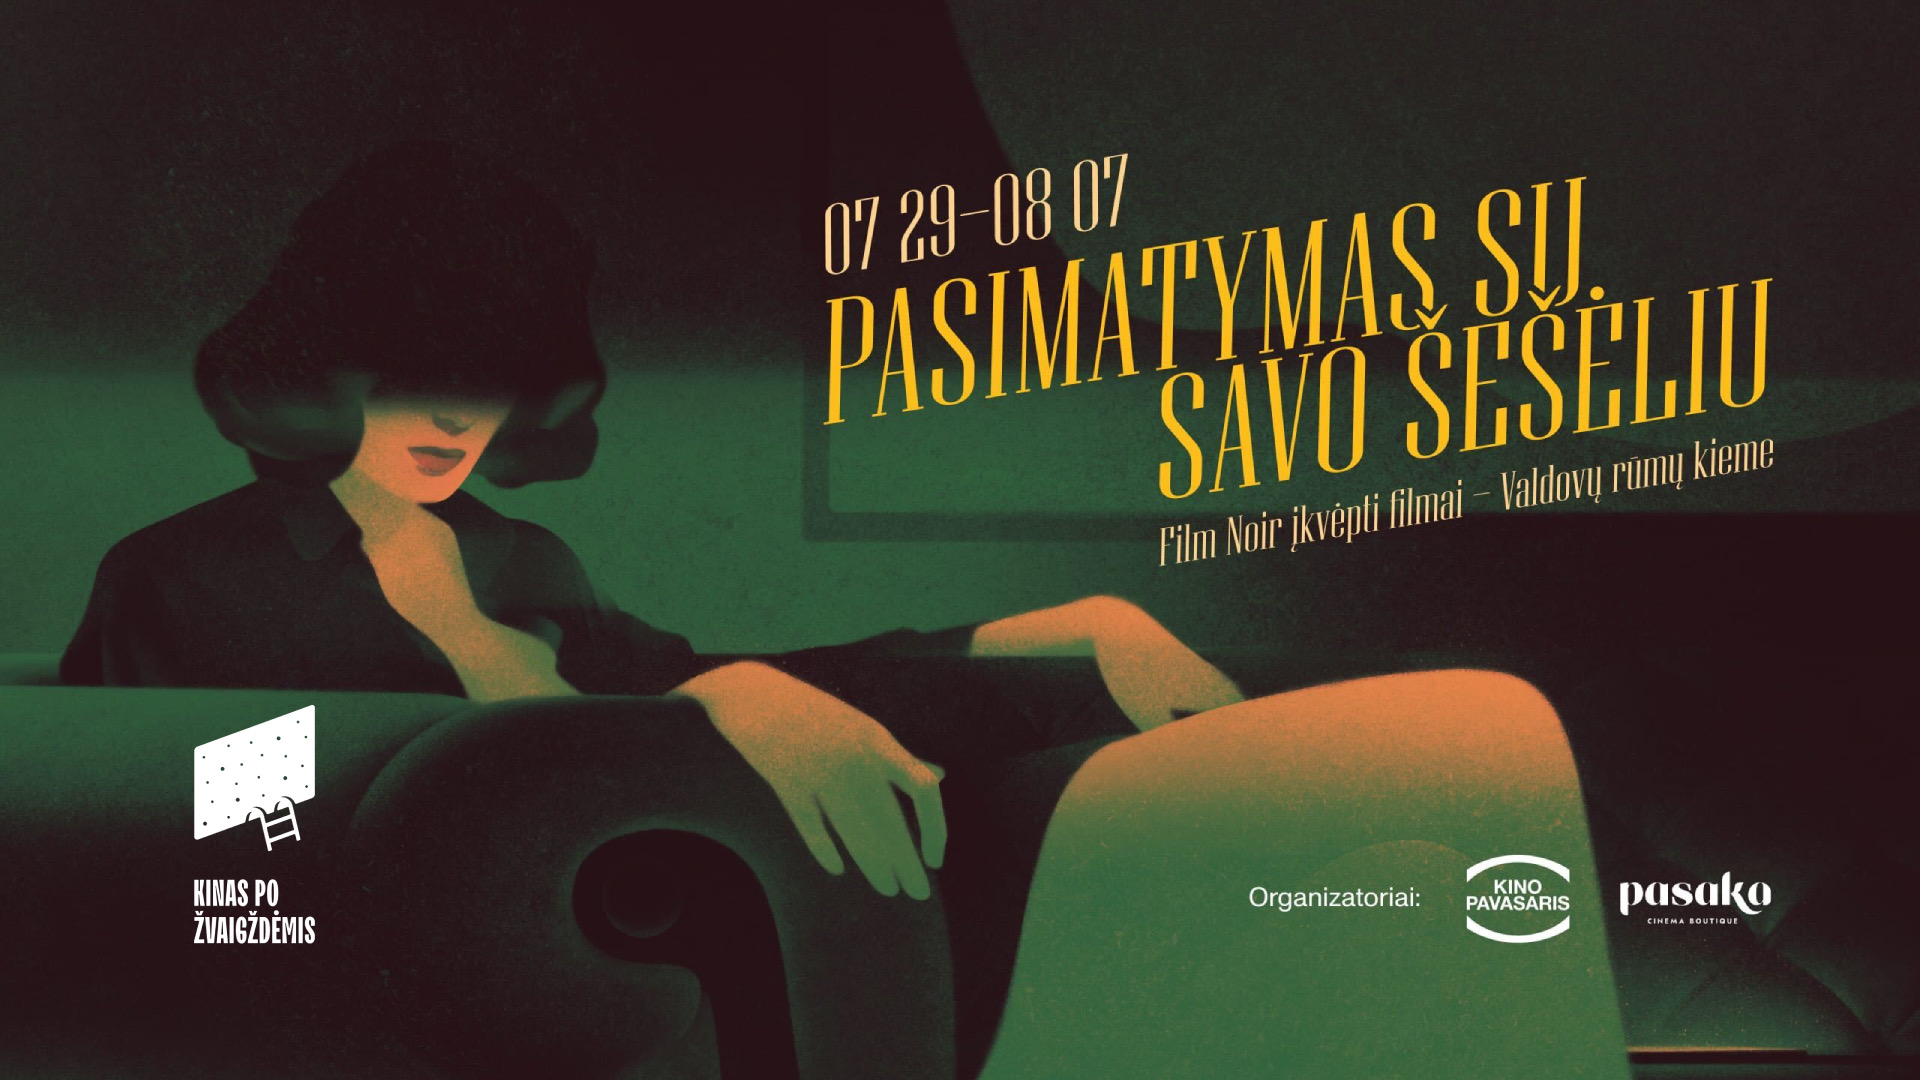 07 29–08 07
PASIMATYMAS SU
SAVO ŠEŠĖLIU
Film Noir įkvėpti filmai – Valdovų rūmų kieme
KINAS PO
ŽVAIGŽDĖMIS
Organizatoriai:
KINO
PAVASARIS
pasaka
CINEMA BOUTIQUE